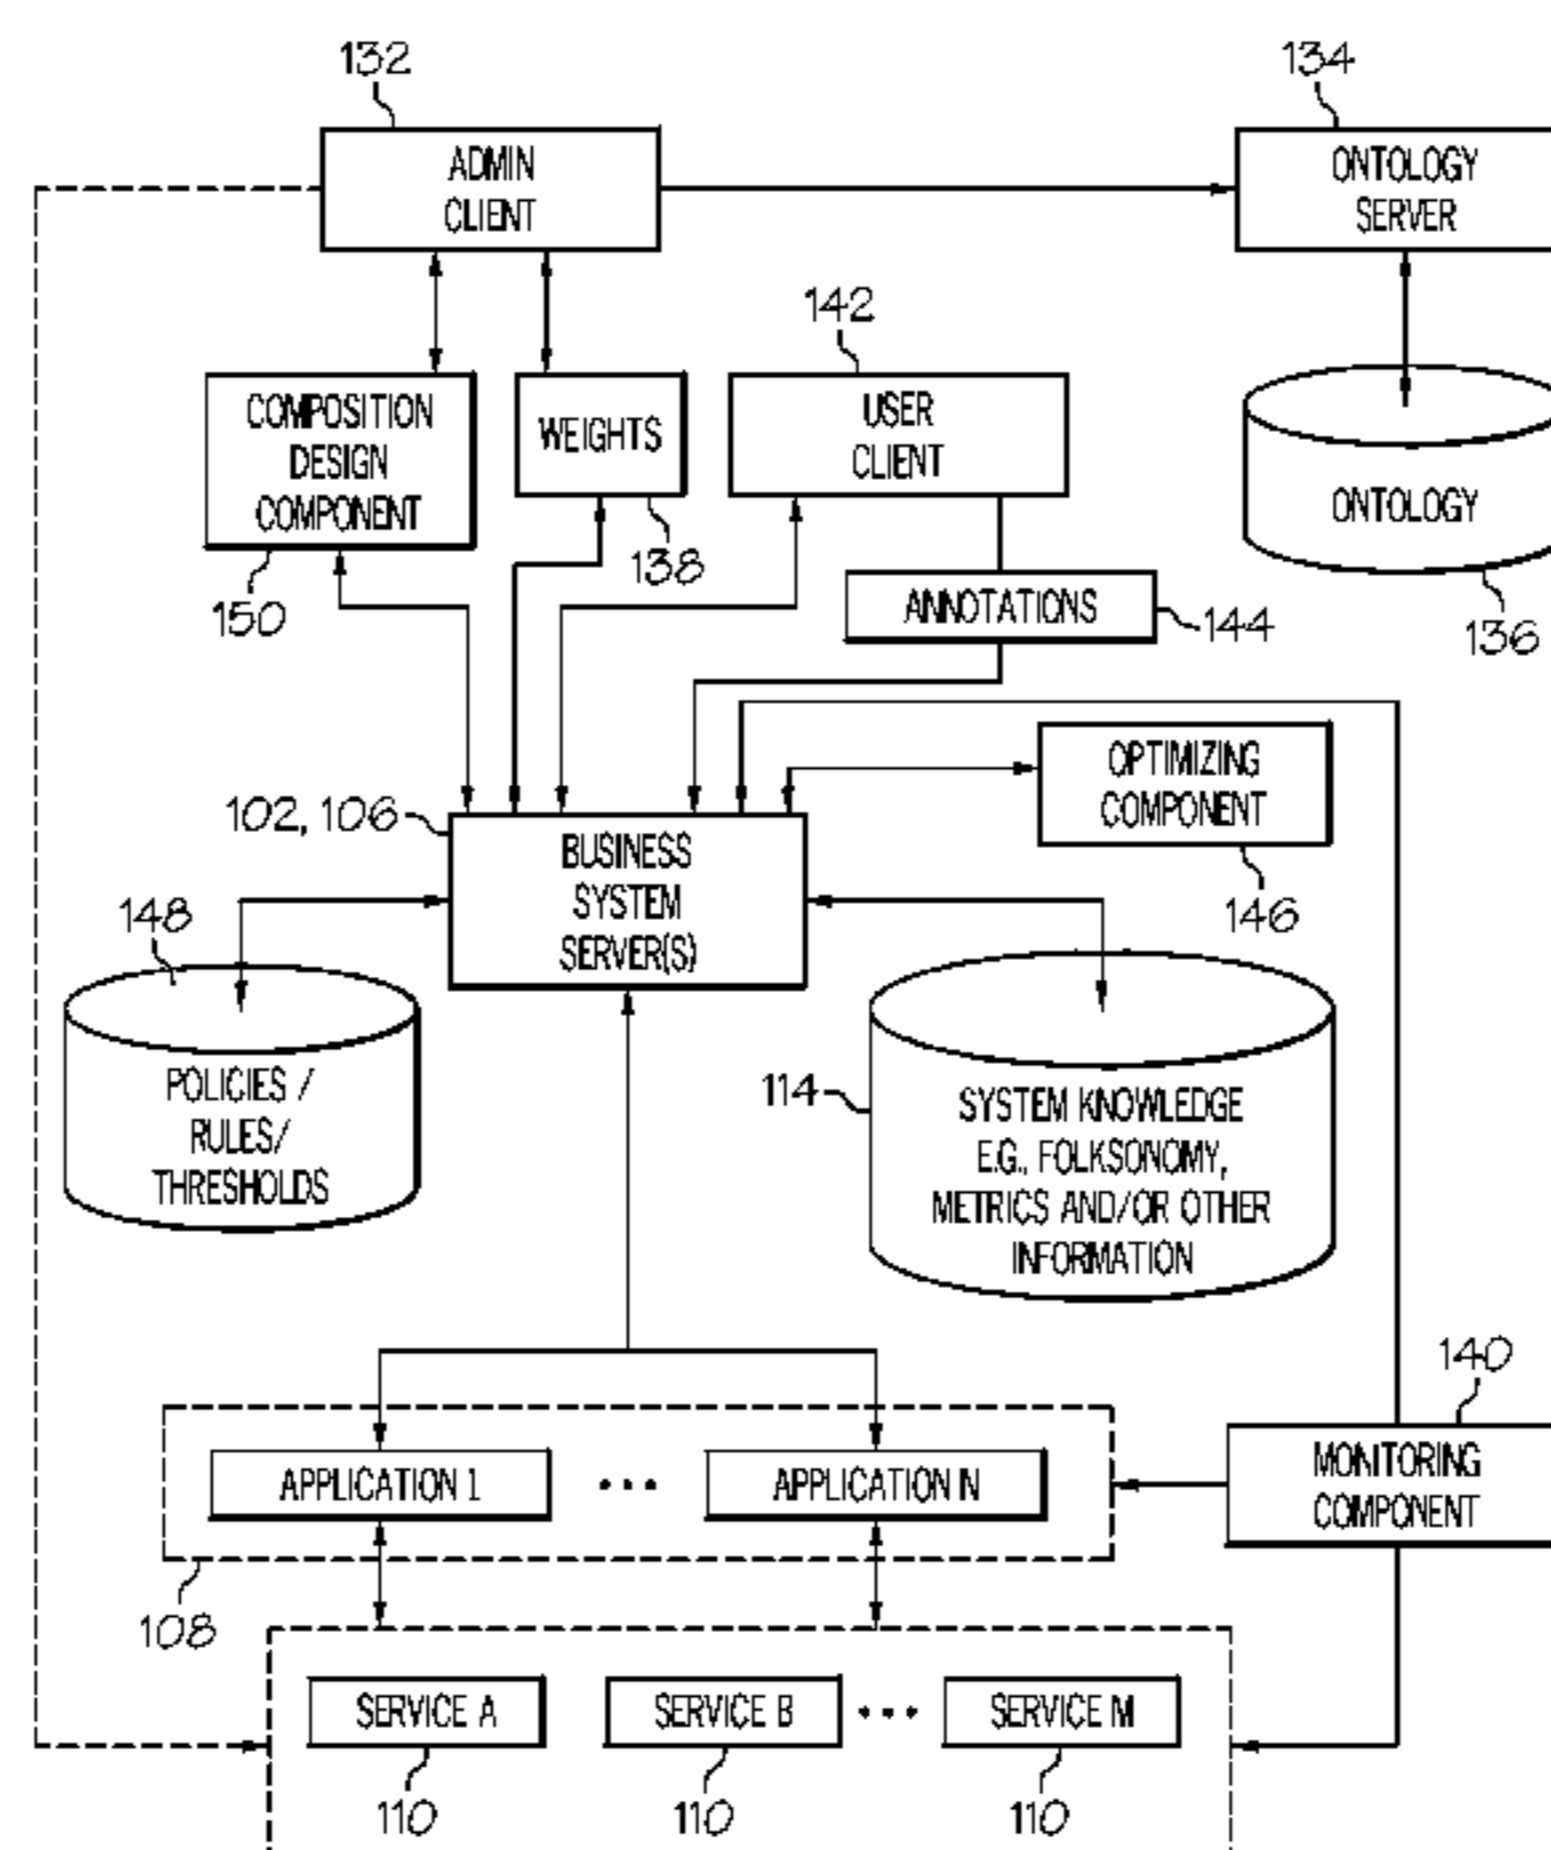 132
134
ADMIN
CLIENT
ONTOLOGY
SERVER
142
COMPOSITION
DESIGN
COMPONENT
WEIGHTS
USER
CLIENT
ONTOLOGY
138
150
ANNOTATIONS
144
136
OPTIMIZING
COMPONENT
102, 106
BUSINESS
SYSTEM
SERVER(S)
146
148
POLICIES /
RULES/
THRESHOLDS
114
SYSTEM KNOWLEDGE
E.G., FOLKSONOMY,
METRICS AND/OR OTHER
INFORMATION
140
APPLICATION 1
APPLICATION N
MONITORING
COMPONENT
108
SERVICE A
SERVICE B
SERVICE M
110
110
110